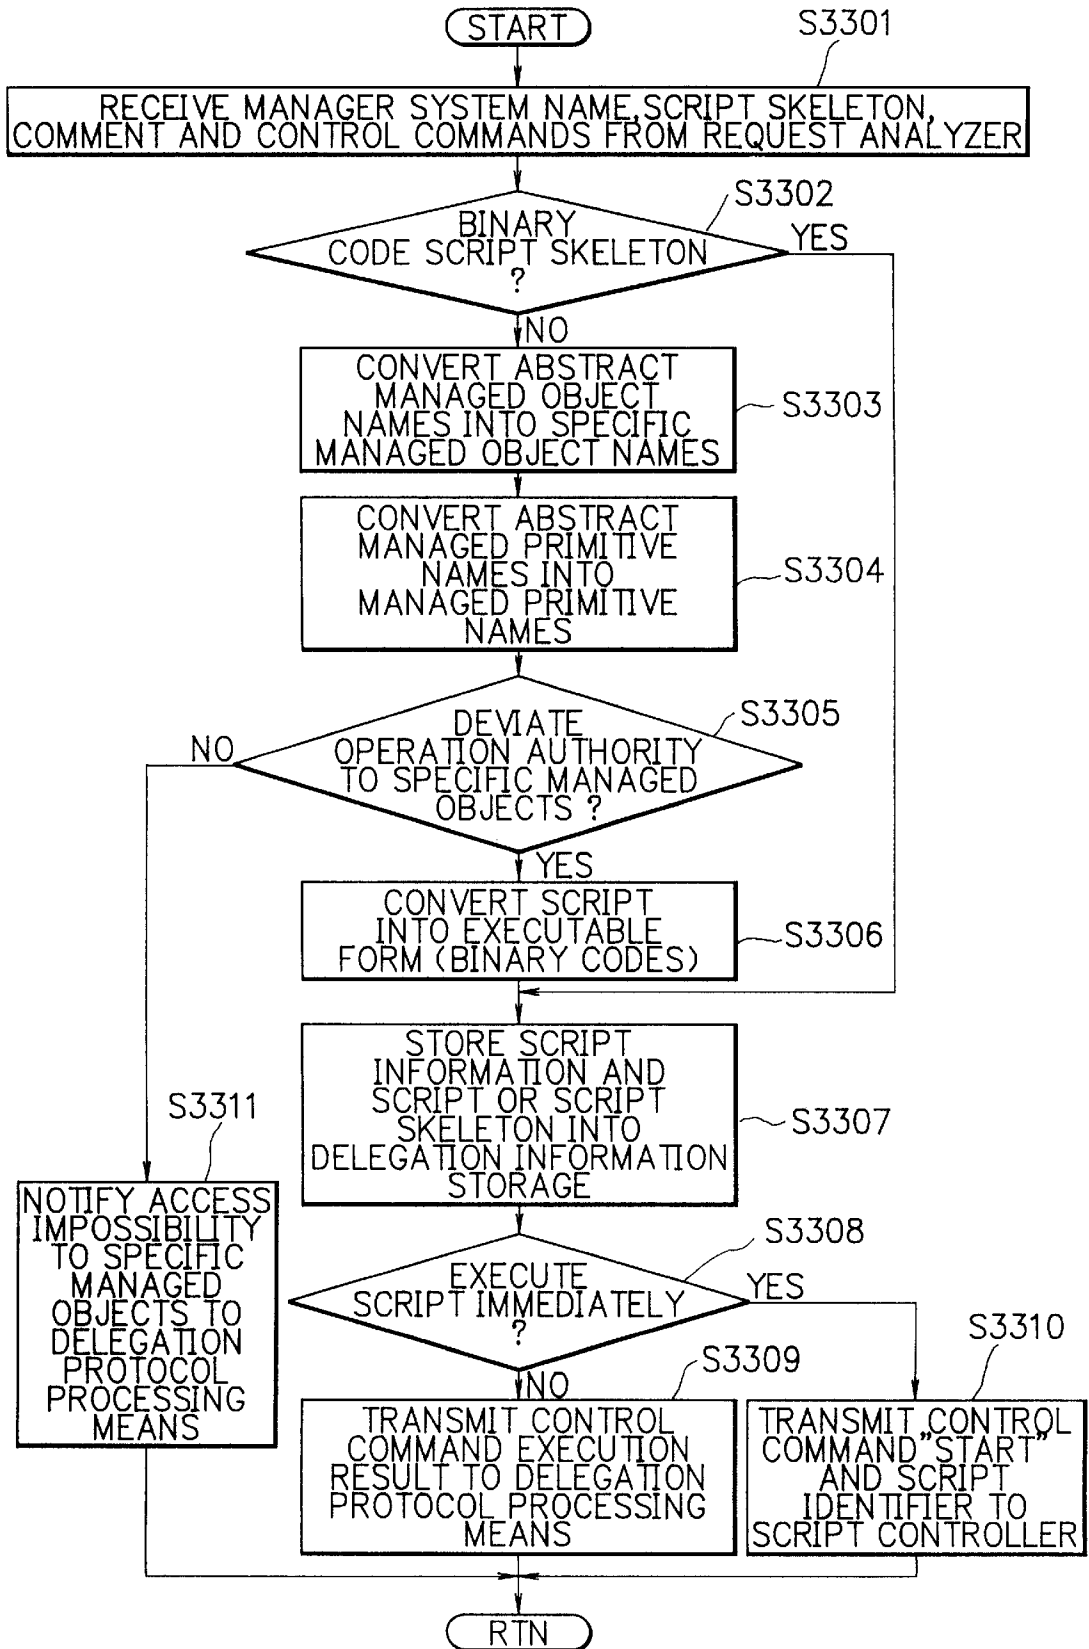 START
S3301
RECEIVE MANAGER SYSTEM NAME,SCRIPT SKELETON,
COMMENT AND CONTROL COMMANDS FROM REQUEST ANALYZER
S3302
BINARY
CODE SCRIPT SKELETON
?
YES
NO
CONVERT ABSTRACT
MANAGED OBJECT
NAMES INTO SPECIFIC
MANAGED OBJECT NAMES
S3303
CONVERT ABSTRACT
MANAGED PRIMITIVE
NAMES INTO
MANAGED PRIMITIVE
NAMES
S3304
DEVIATE
OPERATION AUTHORITY
TO SPECIFIC MANAGED
OBJECTS ?
S3305
NO
YES
CONVERT SCRIPT
INTO EXECUTABLE
FORM (BINARY CODES)
S3306
STORE SCRIPT
INFORMATION AND
SCRIPT OR SCRIPT
SKELETON INTO
DELEGATION INFORMATION
STORAGE
S3307
S3311
NOTIFY ACCESS
IMPOSSIBILITY
TO SPECIFIC
MANAGED
OBJECTS TO
DELEGATION
PROTOCOL
PROCESSING
MEANS
S3308
EXECUTE
SCRIPT IMMEDIATELY
?
YES
NO
S3309
TRANSMIT CONTROL
COMMAND EXECUTION
RESULT TO DELEGATION
PROTOCOL PROCESSING
MEANS
S3310
TRANSMIT CONTROL
COMMAND "START"
AND SCRIPT
IDENTIFIER TO
SCRIPT CONTROLLER
RTN